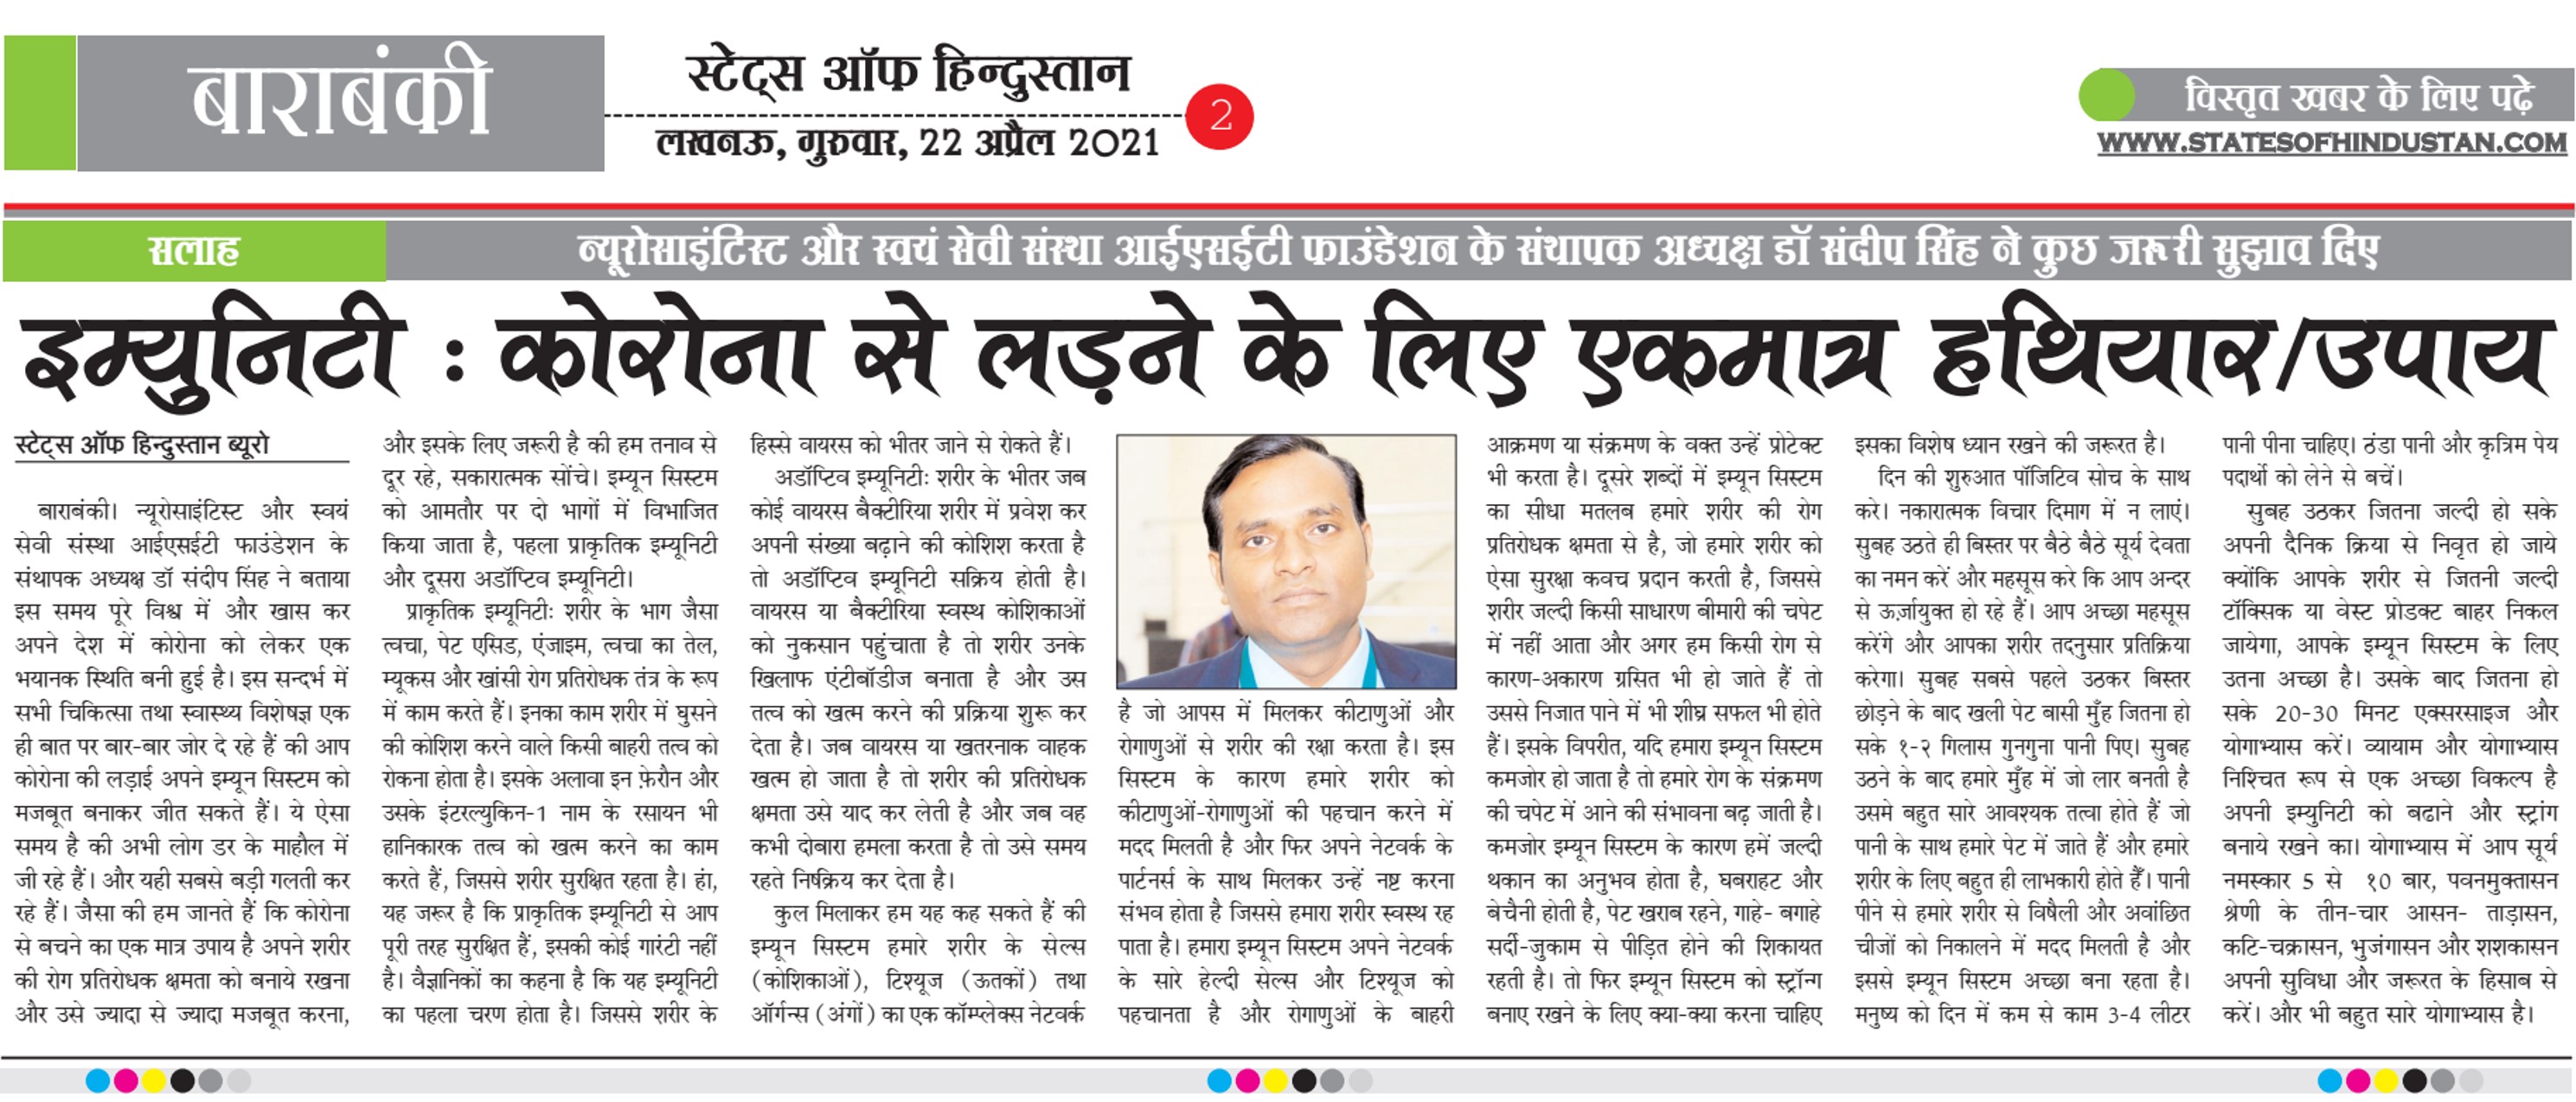 बाराबंकी
स्टेट्स ऑफ हिन्दुस्तान
लखनऊ, गुरुवार, 22 अप्रैल 2021
2
विस्तृत खबर के लिए पढ़ें
WWW.STATESOFHINDUSTAN.COM
सलाह
न्यूरोसाइंटिस्ट और स्वयं सेवी संस्था आईएसईटी फाउंडेशन के संथापक अध्यक्ष डॉ संदीप सिंह ने कुछ जरूरी सुझाव दिए
इम्युनिटी : कोरोना से लड़ने के लिए एकमात्र हथियार/उपाय
स्टेट्स ऑफ हिन्दुस्तान ब्यूरो
बाराबंकी। न्यूरोसाइंटिस्ट और स्वयं
सेवी संस्था आईएसईटी फाउंडेशन के
संथापक अध्यक्ष डॉ संदीप सिंह ने बताया
इस समय पूरे विश्व में और खास कर
अपने देश में कोरोना को लेकर एक
भयानक स्थिति बनी हुई है। इस सन्दर्भ में
सभी चिकित्सा तथा स्वास्थ्य विशेषज्ञ एक
ही बात पर बार-बार जोर दे रहे हैं की आप
कोरोना की लड़ाई अपने इम्यून सिस्टम को
मजबूत बनाकर जीत सकते हैं। ये ऐसा
समय है की अभी लोग डर के माहौल में
जी रहे हैं। और यही सबसे बड़ी गलती कर
रहे हैं। जैसा की हम जानते हैं कि कोरोना
से बचने का एक मात्र उपाय है अपने शरीर
की रोग प्रतिरोधक क्षमता को बनाये रखना
और उसे ज्यादा से ज्यादा मजबूत करना,
और इसके लिए जरूरी है की हम तनाव से
दूर रहे, सकारात्मक सोंचे। इम्यून सिस्टम
को आमतौर पर दो भागों में विभाजित
किया जाता है, पहला प्राकृतिक इम्यूनिटी
और दूसरा अडॉप्टिव इम्यूनिटी।
प्राकृतिक इम्यूनिटीः शरीर के भाग जैसा
त्वचा, पेट एसिड, एंजाइम, त्वचा का तेल,
म्यूकस और खांसी रोग प्रतिरोधक तंत्र के रूप
में काम करते हैं। इनका काम शरीर में घुसने
की कोशिश करने वाले किसी बाहरी तत्व को
रोकना होता है। इसके अलावा इन फ़ेरौन और
उसके इंटरल्युकिन-1 नाम के रसायन भी
हानिकारक तत्व को खत्म करने का काम
करते हैं, जिससे शरीर सुरक्षित रहता है। हां,
यह जरूर है कि प्राकृतिक इम्यूनिटी से आप
पूरी तरह सुरक्षित हैं, इसकी कोई गारंटी नहीं
है। वैज्ञानिकों का कहना है कि यह इम्यूनिटी
का पहला चरण होता है। जिससे शरीर के
हिस्से वायरस को भीतर जाने से रोकते हैं।
अडॉप्टिव इम्यूनिटीः शरीर के भीतर जब
कोई वायरस बैक्टीरिया शरीर में प्रवेश कर
अपनी संख्या बढ़ाने की कोशिश करता है
तो अडॉप्टिव इम्यूनिटी सक्रिय होती है।
वायरस या बैक्टीरिया स्वस्थ कोशिकाओं
को नुकसान पहुंचाता है तो शरीर उनके
खिलाफ एंटीबॉडीज बनाता है और उस
तत्व को खत्म करने की प्रक्रिया शुरू कर
देता है। जब वायरस या खतरनाक वाहक
खत्म हो जाता है तो शरीर की प्रतिरोधक
क्षमता उसे याद कर लेती है और जब वह
कभी दोबारा हमला करता है तो उसे समय
रहते निष्क्रिय कर देता है।
कुल मिलाकर हम यह कह सकते हैं की
इम्यून सिस्टम हमारे शरीर के सेल्स
(कोशिकाओं), टिश्यूज (ऊतकों) तथा
ऑर्गन्स (अंगों) का एक कॉम्प्लेक्स नेटवर्क
है जो आपस में मिलकर कीटाणुओं और
रोगाणुओं से शरीर की रक्षा करता है। इस
सिस्टम के कारण हमारे शरीर को
कीटाणुओं-रोगाणुओं की पहचान करने में
मदद मिलती है और फिर अपने नेटवर्क के
पार्टनर्स के साथ मिलकर उन्हें नष्ट करना
संभव होता है जिससे हमारा शरीर स्वस्थ रह
पाता है। हमारा इम्यून सिस्टम अपने नेटवर्क
के सारे हेल्दी सेल्स और टिश्यूज को
पहचानता है और रोगाणुओं के बाहरी
आक्रमण या संक्रमण के वक्त उन्हें प्रोटेक्ट
भी करता है। दूसरे शब्दों में इम्यून सिस्टम
का सीधा मतलब हमारे शरीर की रोग
प्रतिरोधक क्षमता से है, जो हमारे शरीर को
ऐसा सुरक्षा कवच प्रदान करती है, जिससे
शरीर जल्दी किसी साधारण बीमारी की चपेट
में नहीं आता और अगर हम किसी रोग से
कारण-अकारण ग्रसित भी हो जाते हैं तो
उससे निजात पाने में भी शीघ्र सफल भी होते
हैं। इसके विपरीत, यदि हमारा इम्यून सिस्टम
कमजोर हो जाता है तो हमारे रोग के संक्रमण
की चपेट में आने की संभावना बढ़ जाती है।
कमजोर इम्यून सिस्टम के कारण हमें जल्दी
थकान का अनुभव होता है, घबराहट और
बेचैनी होती है, पेट खराब रहने, गाहे- बगाहे
सर्दी-जुकाम से पीड़ित होने की शिकायत
रहती है। तो फिर इम्यून सिस्टम को स्ट्रॉन्ग
बनाए रखने के लिए क्या-क्या करना चाहिए
इसका विशेष ध्यान रखने की जरूरत है।
दिन की शुरुआत पॉजिटिव सोच के साथ
करे। नकारात्मक विचार दिमाग में न लाएं।
सुबह उठते ही बिस्तर पर बैठे बैठे सूर्य देवता
का नमन करें और महसूस करे कि आप अन्दर
से ऊर्ज़ायुक्त हो रहे हैं। आप अच्छा महसूस
करेंगे और आपका शरीर तदनुसार प्रतिक्रिया
करेगा। सुबह सबसे पहले उठकर बिस्तर
छोड़ने के बाद खली पेट बासी मुँह जितना हो
सके १-२ गिलास गुनगुना पानी पिए। सुबह
उठने के बाद हमारे मुँह में जो लार बनती है
उसमे बहुत सारे आवश्यक तत्वा होते हैं जो
पानी के साथ हमारे पेट में जाते हैं और हमारे
शरीर के लिए बहुत ही लाभकारी होते हैं। पानी
पीने से हमारे शरीर से विषैली और अवांछित
चीजों को निकालने में मदद मिलती है और
इससे इम्यून सिस्टम अच्छा बना रहता है।
मनुष्य को दिन में कम से काम 3-4 लीटर
पानी पीना चाहिए। ठंडा पानी और कृत्रिम पेय
पदार्थो को लेने से बचें।
सुबह उठकर जितना जल्दी हो सके
अपनी दैनिक क्रिया से निवृत हो जाये
क्योंकि आपके शरीर से जितनी जल्दी
टॉक्सिक या वेस्ट प्रोडक्ट बाहर निकल
जायेगा, आपके इम्यून सिस्टम के लिए
उतना अच्छा है। उसके बाद जितना हो
सके 20-30 मिनट एक्सरसाइज और
योगाभ्यास करें। व्यायाम और योगाभ्यास
निश्चित रूप से एक अच्छा विकल्प है
अपनी इम्युनिटी को बढाने और स्ट्रांग
बनाये रखने का। योगाभ्यास में आप सूर्य
नमस्कार 5 से १० बार, पवनमुक्तासन
श्रेणी के तीन-चार आसन- ताड़ासन,
कटि-चक्रासन, भुजंगासन और शशकासन
अपनी सुविधा और जरूरत के हिसाब से
करें। और भी बहुत सारे योगाभ्यास है।